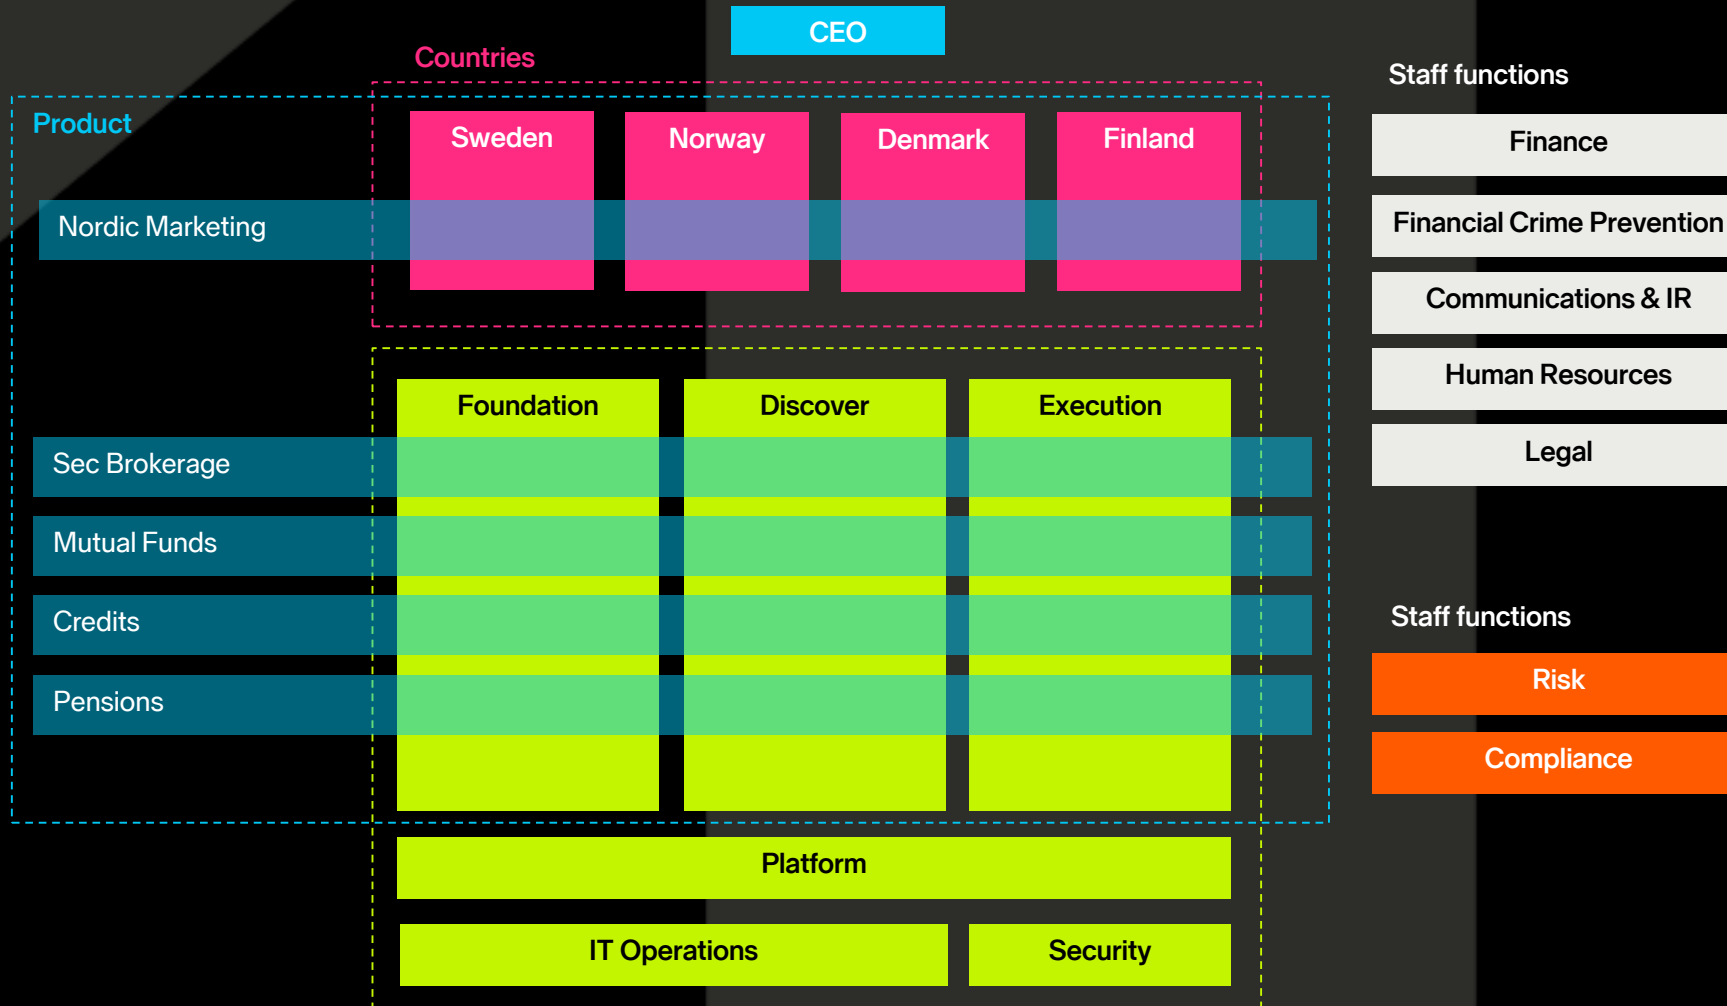 CEO
Countries
Product
Sweden
Norway
Denmark
Finland
Nordic Marketing
Foundation
Discover
Execution
Sec Brokerage
Mutual Funds
Credits
Pensions
Platform
IT Operations
Security
Staff functions
Finance
Financial Crime Prevention
Communications & IR
Human Resources
Legal
Staff functions
Risk
Compliance